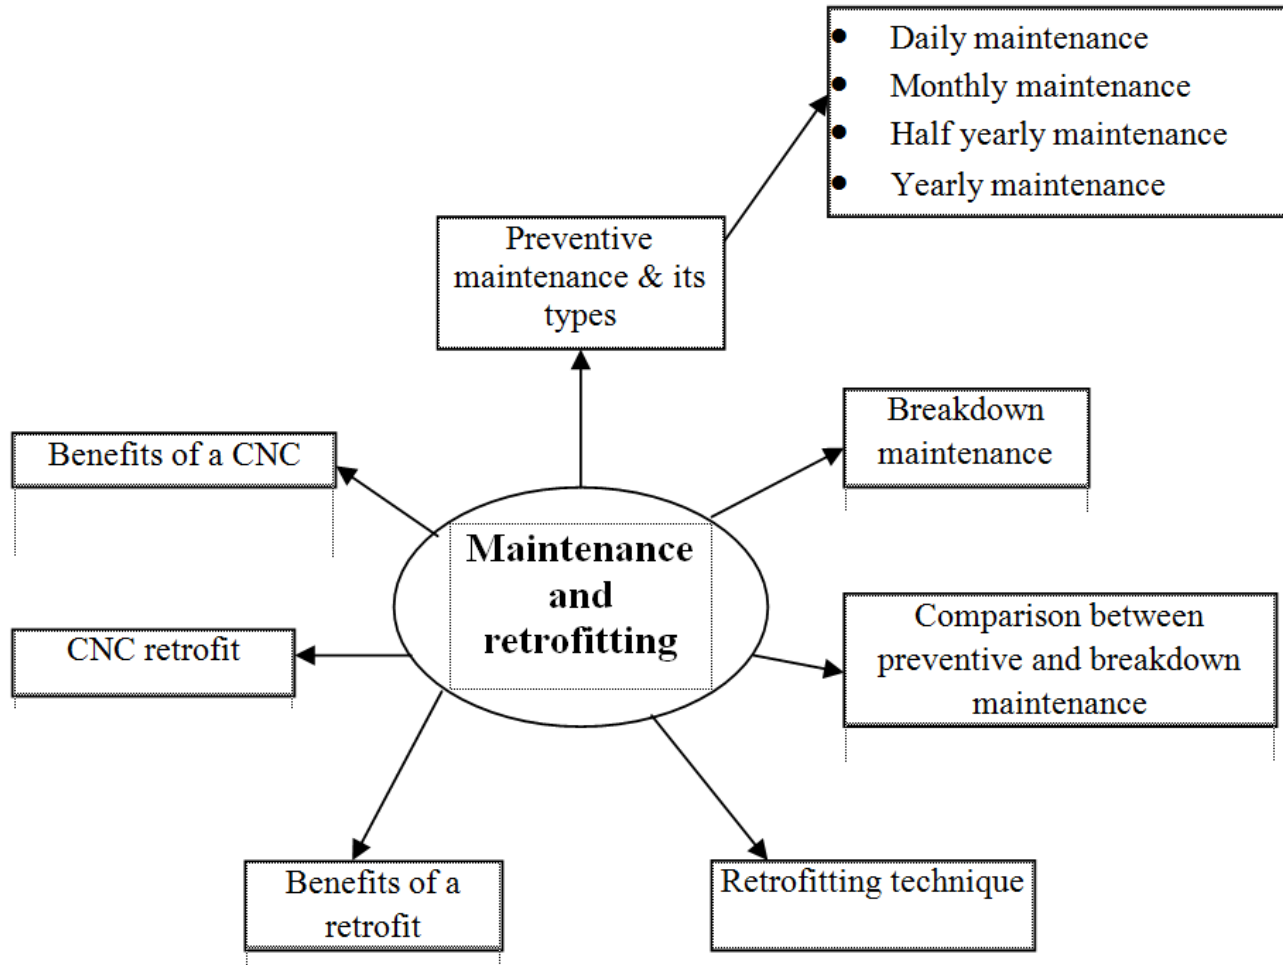 Daily maintenance
Monthly maintenance
Half yearly maintenance
Yearly maintenance
Preventive
maintenance & its
types
Breakdown
maintenance
Benefits of a CNC
Maintenance
and
retrofitting
Comparison between
preventive and breakdown
maintenance
CNC retrofit
Benefits of a
retrofit
Retrofitting technique